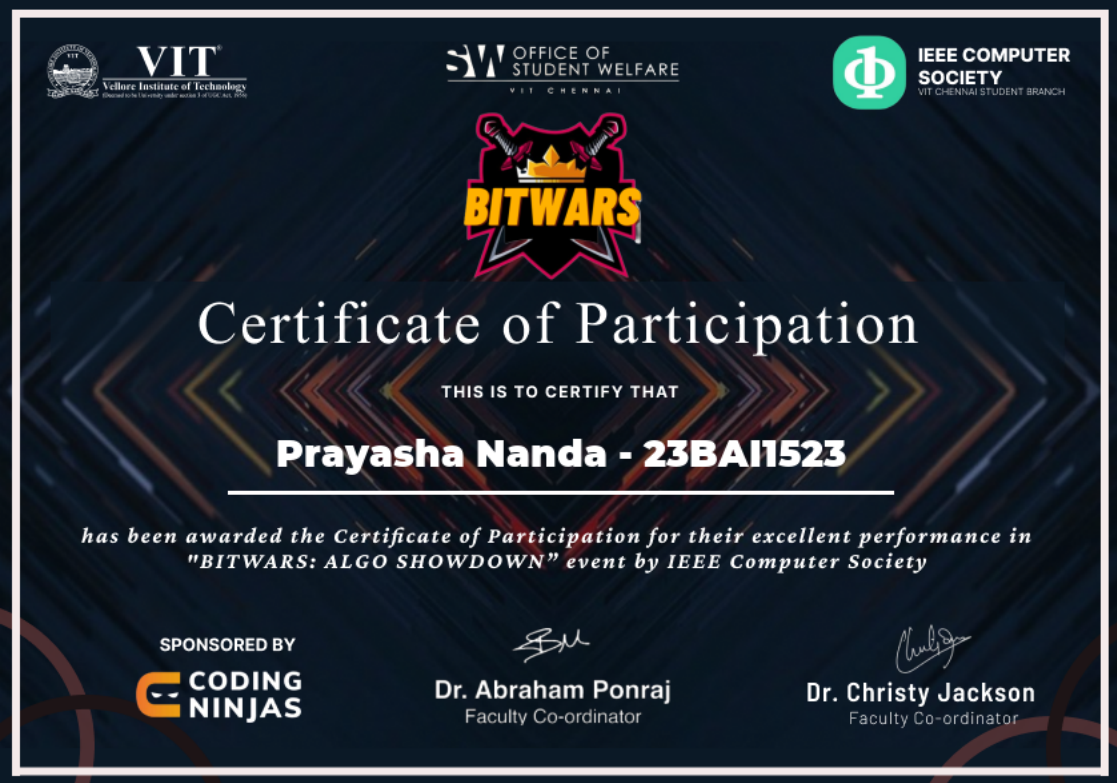 VIT
Vellore Institute of Technology
(Deemed to be University under section 3 of UGC Act, 1956)
SW OFFICE OF
STUDENT WELFARE
VIT CHENNAI
IEEE COMPUTER
SOCIETY
VIT CHENNAI STUDENT BRANCH
BITWARS
Certificate of Participation
THIS IS TO CERTIFY THAT
Prayasha Nanda - 23BAI1523
has been awarded the Certificate of Participation for their excellent performance in
"BITWARS: ALGO SHOWDOWN” event by IEEE Computer Society
SPONSORED BY
CODING
NINJAS
Dr. Abraham Ponraj
Faculty Co-ordinator
Dr. Christy Jackson
Faculty Co-ordinator